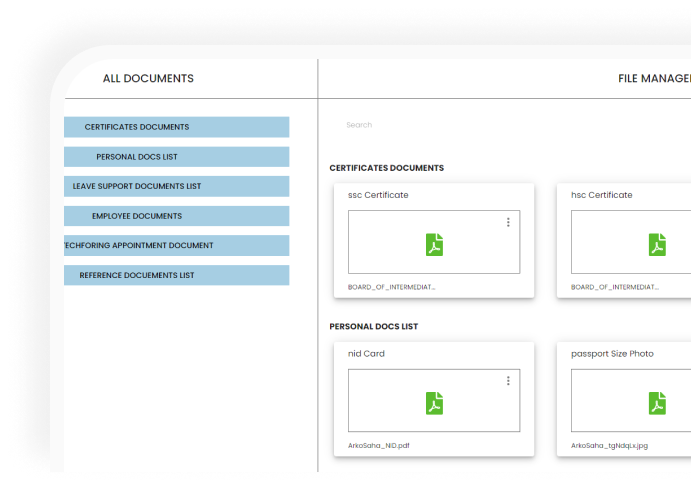 ALL DOCUMENTS
FILE MANAGER
CERTIFICATES DOCUMENTS
PERSONAL DOCS LIST
LEAVE SUPPORT DOCUMENTS LIST
EMPLOYEE DOCUMENTS
TECHFORING APPOINTMENT DOCUMENT
REFERENCE DOCUEMENTS LIST
Search
CERTIFICATES DOCUMENTS
ssc Certificate
hsc Certificate
BOARD_OF_INTERMEDIAT...
BOARD_OF_INTERMEDIAT...
PERSONAL DOCS LIST
nid Card
passport Size Photo
ArkoSaha_NID.pdf
ArkoSaha_tgNdqLx.jpg